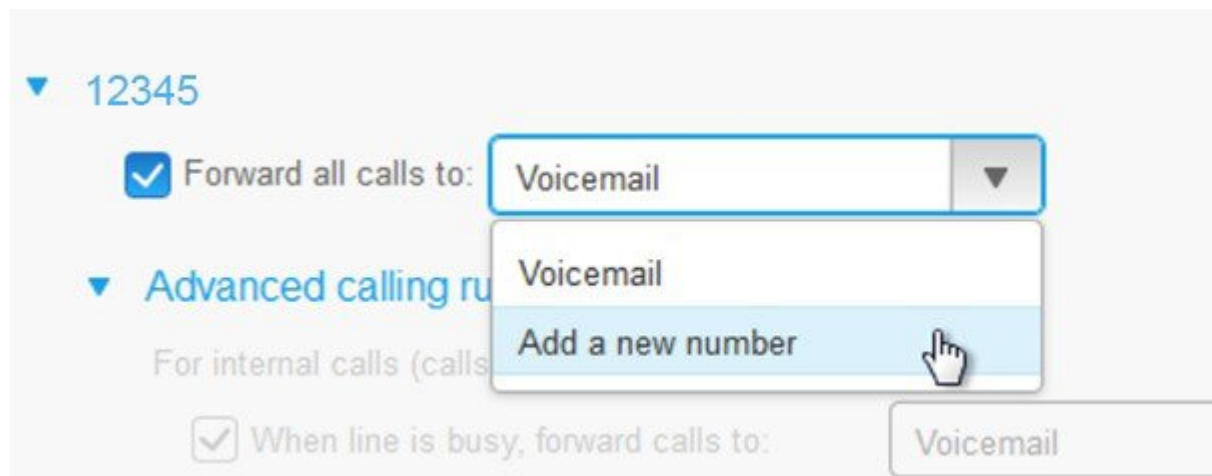 12345
Forward all calls to: Voicemail
Voicemail
Advanced calling ru
Add a new number
For internal calls (calls
When line is busy, forward calls to: Voicemail